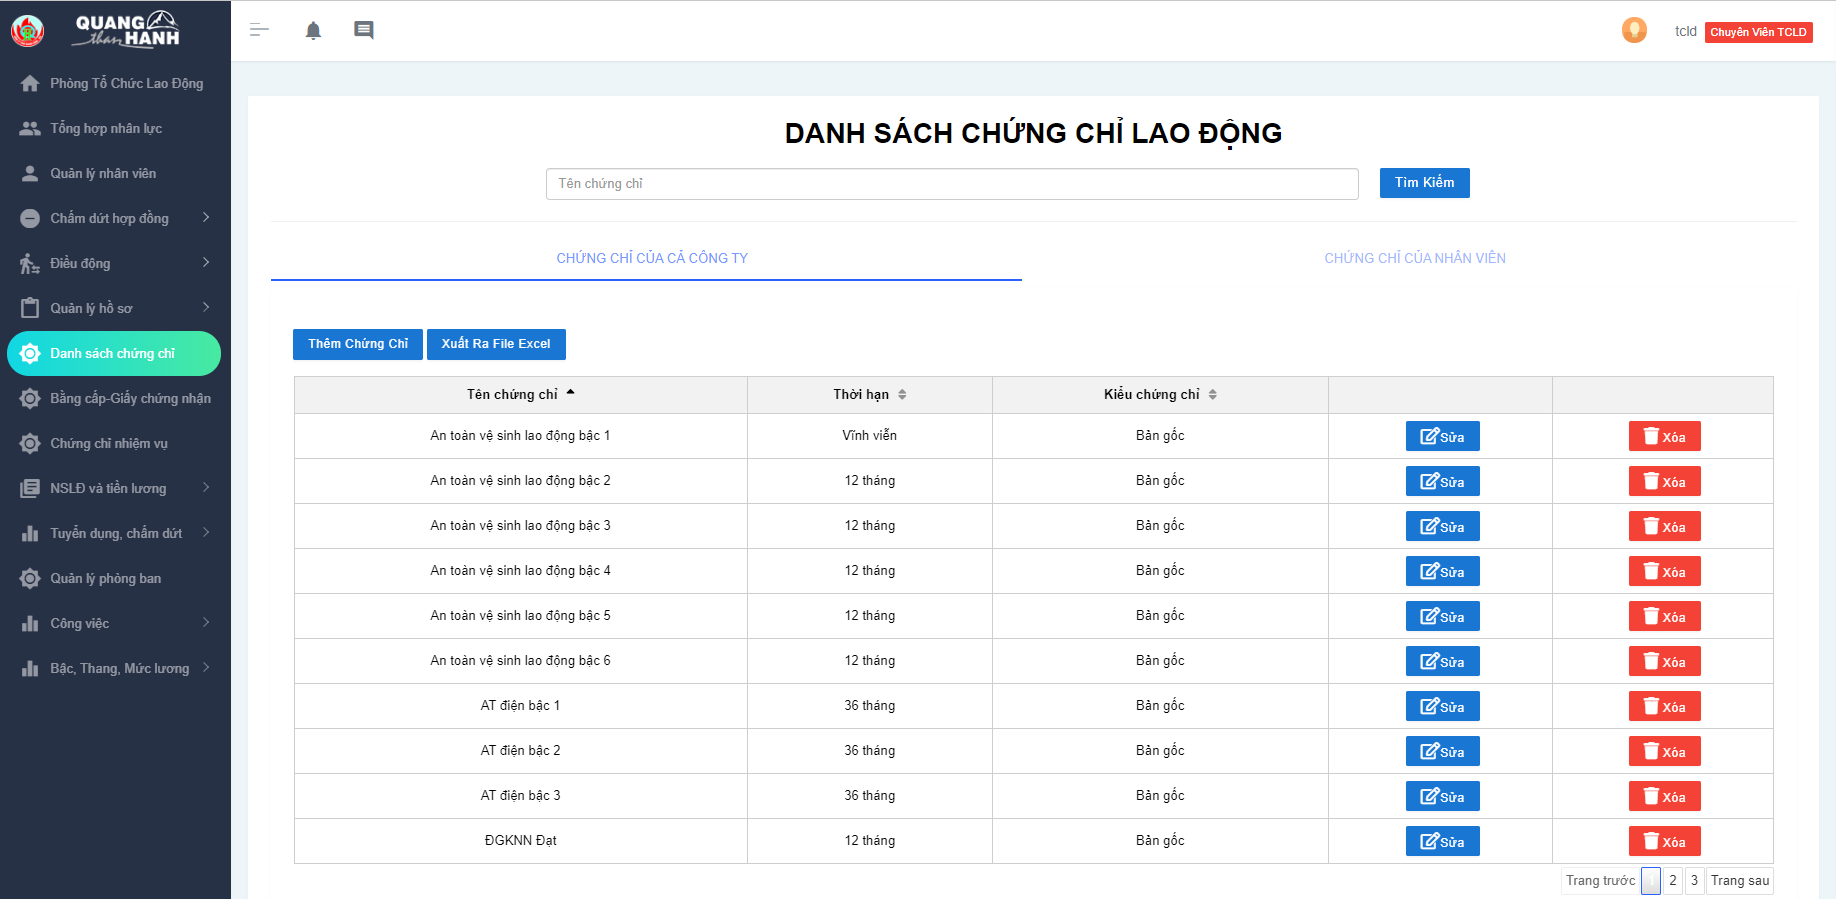 QUANG
than HANH
tcld Chuyên Viên TCLD
Phòng Tổ Chức Lao Động
Tổng hợp nhân lực
Quản lý nhân viên
Chấm dứt hợp đồng
Điều động
Quản lý hồ sơ
Danh sách chứng chỉ
Bằng cấp-Giấy chứng nhận
Chứng chỉ nhiệm vụ
NSLĐ và tiền lương
Tuyển dụng, chấm dứt
Quản lý phòng ban
Công việc
Bậc, Thang, Mức lương
DANH SÁCH CHỨNG CHỈ LAO ĐỘNG
Tên chứng chỉ Tìm Kiếm
CHỨNG CHỈ CỦA CẢ CÔNG TY CHỨNG CHỈ CỦA NHÂN VIÊN
Thêm Chứng Chỉ Xuất Ra File Excel
Tên chứng chỉ Thời hạn Kiểu chứng chỉ
An toàn vệ sinh lao động bậc 1 Vĩnh viễn Bản gốc Sửa Xóa
An toàn vệ sinh lao động bậc 2 12 tháng Bản gốc Sửa Xóa
An toàn vệ sinh lao động bậc 3 12 tháng Bản gốc Sửa Xóa
An toàn vệ sinh lao động bậc 4 12 tháng Bản gốc Sửa Xóa
An toàn vệ sinh lao động bậc 5 12 tháng Bản gốc Sửa Xóa
An toàn vệ sinh lao động bậc 6 12 tháng Bản gốc Sửa Xóa
AT điện bậc 1 36 tháng Bản gốc Sửa Xóa
AT điện bậc 2 36 tháng Bản gốc Sửa Xóa
AT điện bậc 3 36 tháng Bản gốc Sửa Xóa
ĐGKNN Đạt 12 tháng Bản gốc Sửa Xóa
Trang trước 2 3 Trang sau